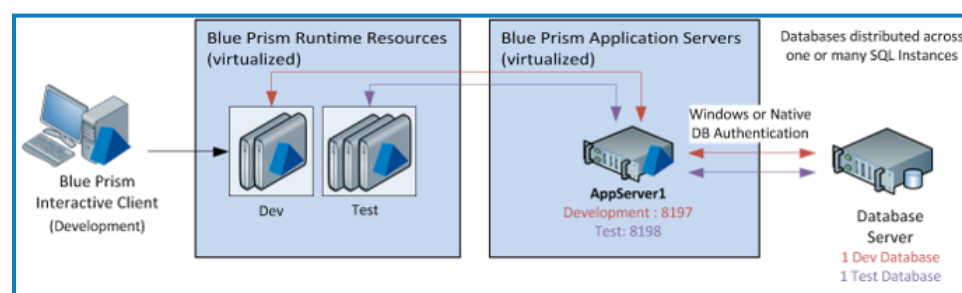 Blue Prism Runtime Resources
(virtualized)
Blue Prism Application Servers
(virtualized)
Databases distributed across
one or many SQL Instances
Windows or Native
DB Authentication
Blue Prism
Interactive Client
(Development)
Dev
Test
AppServer1
Development : 8197
Test: 8198
Database
Server
1 Dev Database
1 Test Database